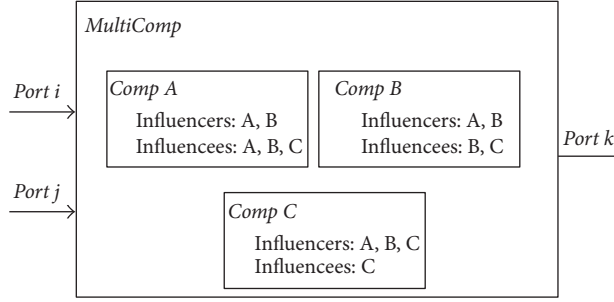 MultiComp
Port i
Comp A
Influencers: A, B
Influencees: A, B, C
Comp B
Influencers: A, B
Influencees: B, C
Port k
Port j
Comp C
Influencers: A, B, C
Influencees: C